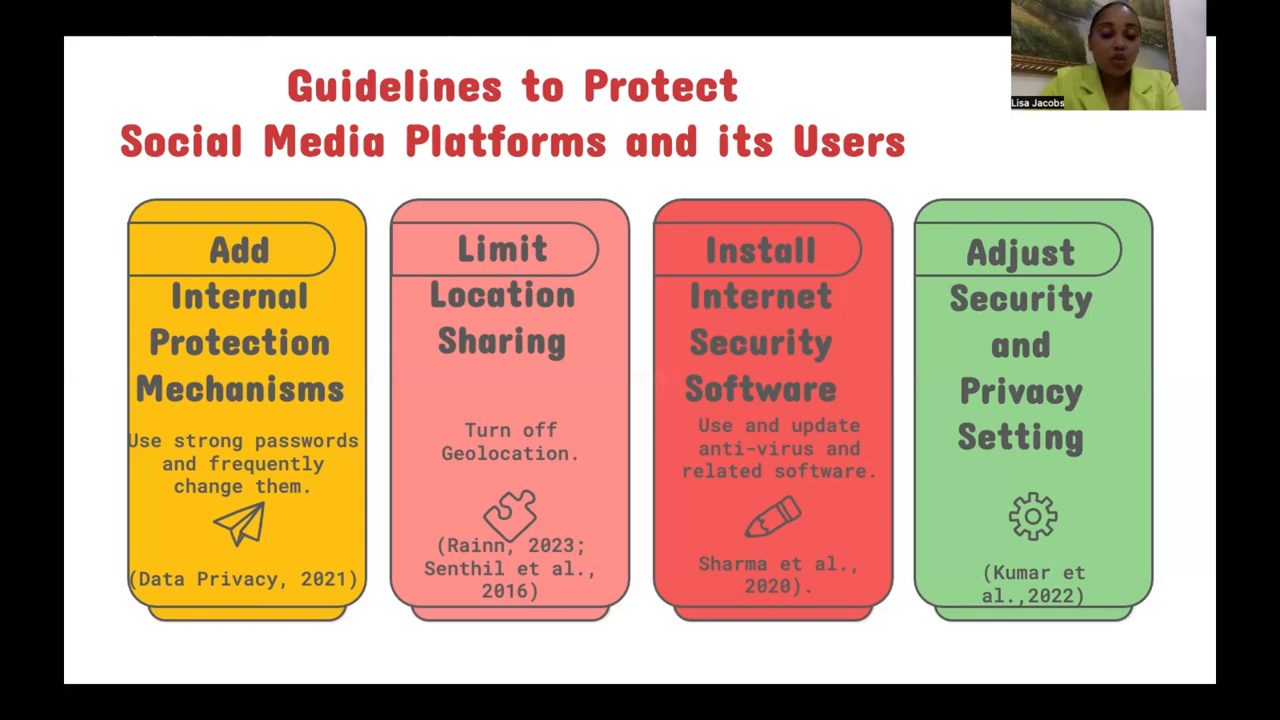 Guidelines to Protect
Social Media Platforms and its Users
Lisa Jacobs
Add
Internal
Protection
Mechanisms
Use strong passwords
and frequently
change them.
(Data Privacy, 2021)
Limit
Location
Sharing
Turn off
Geolocation.
(Rainn, 2023;
Senthil et al.,
2016)
Install
Internet
Security
Software
Use and update
anti-virus and
related software.
Sharma et al.,
2020).
Adjust
Security
and
Privacy
Setting
(Kumar et
al.,2022)